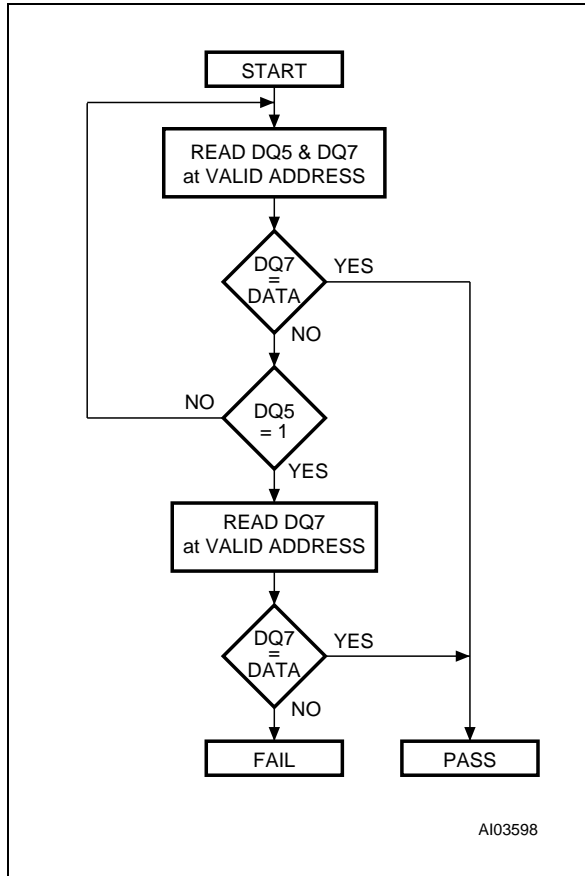 START
READ DQ5 & DQ7
at VALID ADDRESS
DQ7
=
DATA
YES
NO
DQ5
= 1
NO
YES
READ DQ7
at VALID ADDRESS
DQ7
=
DATA
YES
NO
FAIL
PASS
AI03598